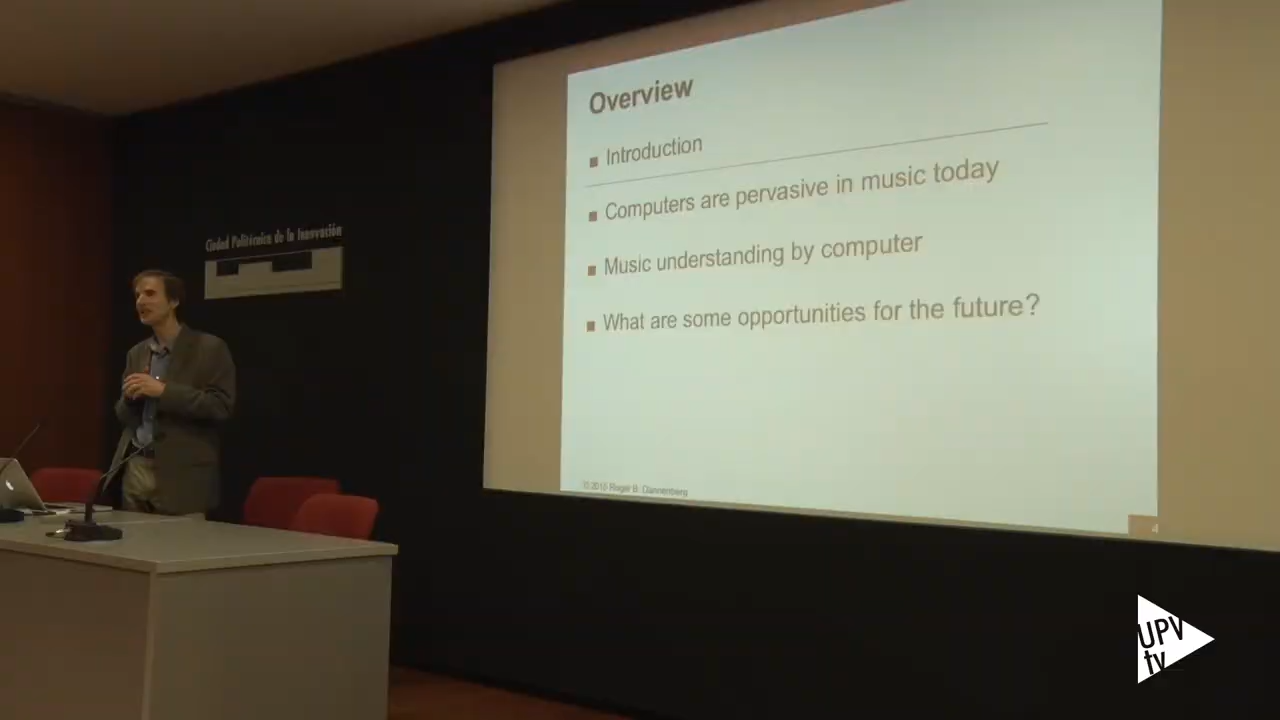 Overview
Introduction
Computers are pervasive in music today
Music understanding by computer
What are some opportunities for the future?
© 2015 Roger B. Dannenberg
4
Ciudad Politécnica de la Innovación
UPV
tv